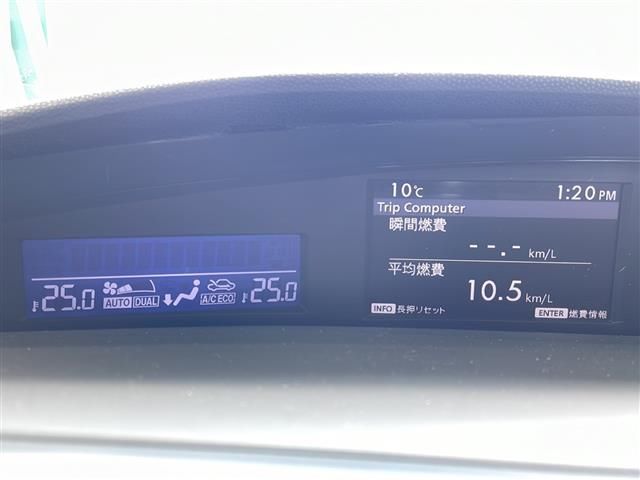 10℃ 1:20 PM
Trip Computer
瞬間燃費
--.- km/L
平均燃費
10.5 km/L
INFO 長押リセット ENTER 燃費情報
25.0 AUTO DUAL A/C ECO 25.0